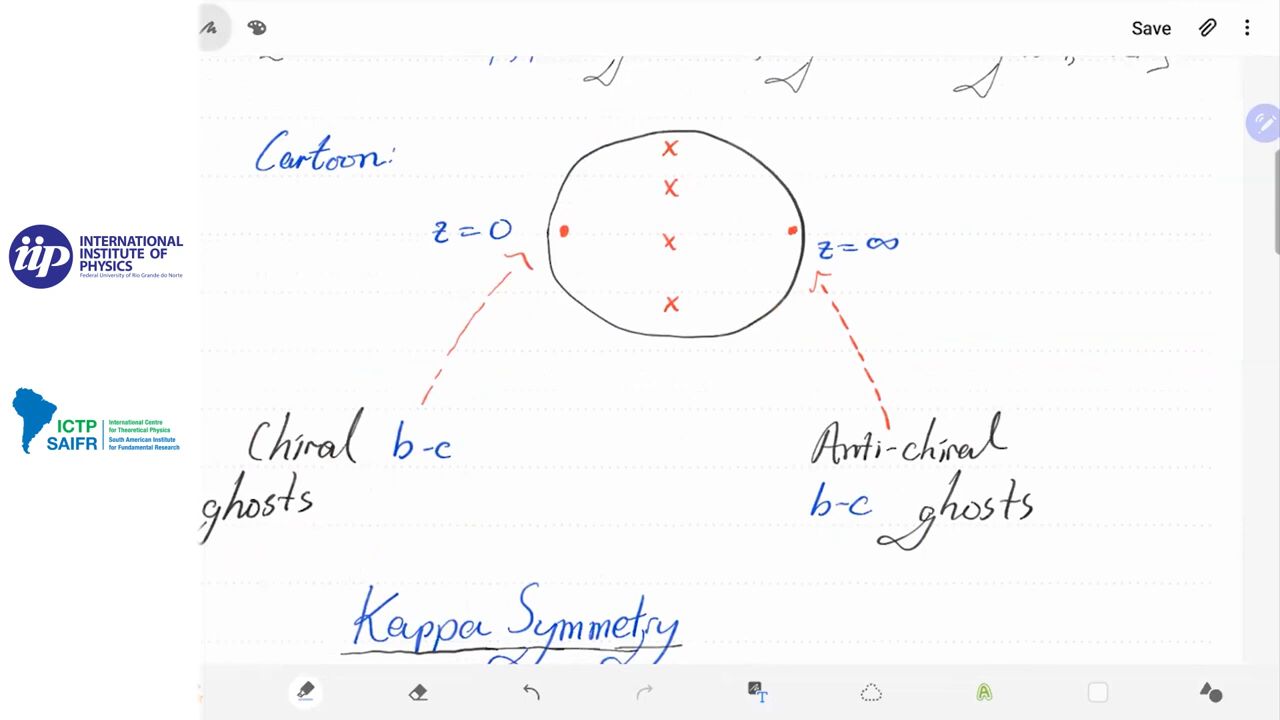 Save
Cartoon:
x
x
z = 0
x
z = ∞
x
Chiral b-c
ghosts
Anti-chiral
b-c ghosts
Kappa Symmetry
iip INTERNATIONAL
INSTITUTE OF
PHYSICS
Federal University of Rio Grande do Norte
ICTP
SAIFR
International Centre
for Theoretical Physics
South American Institute
for Fundamental Research
T
A